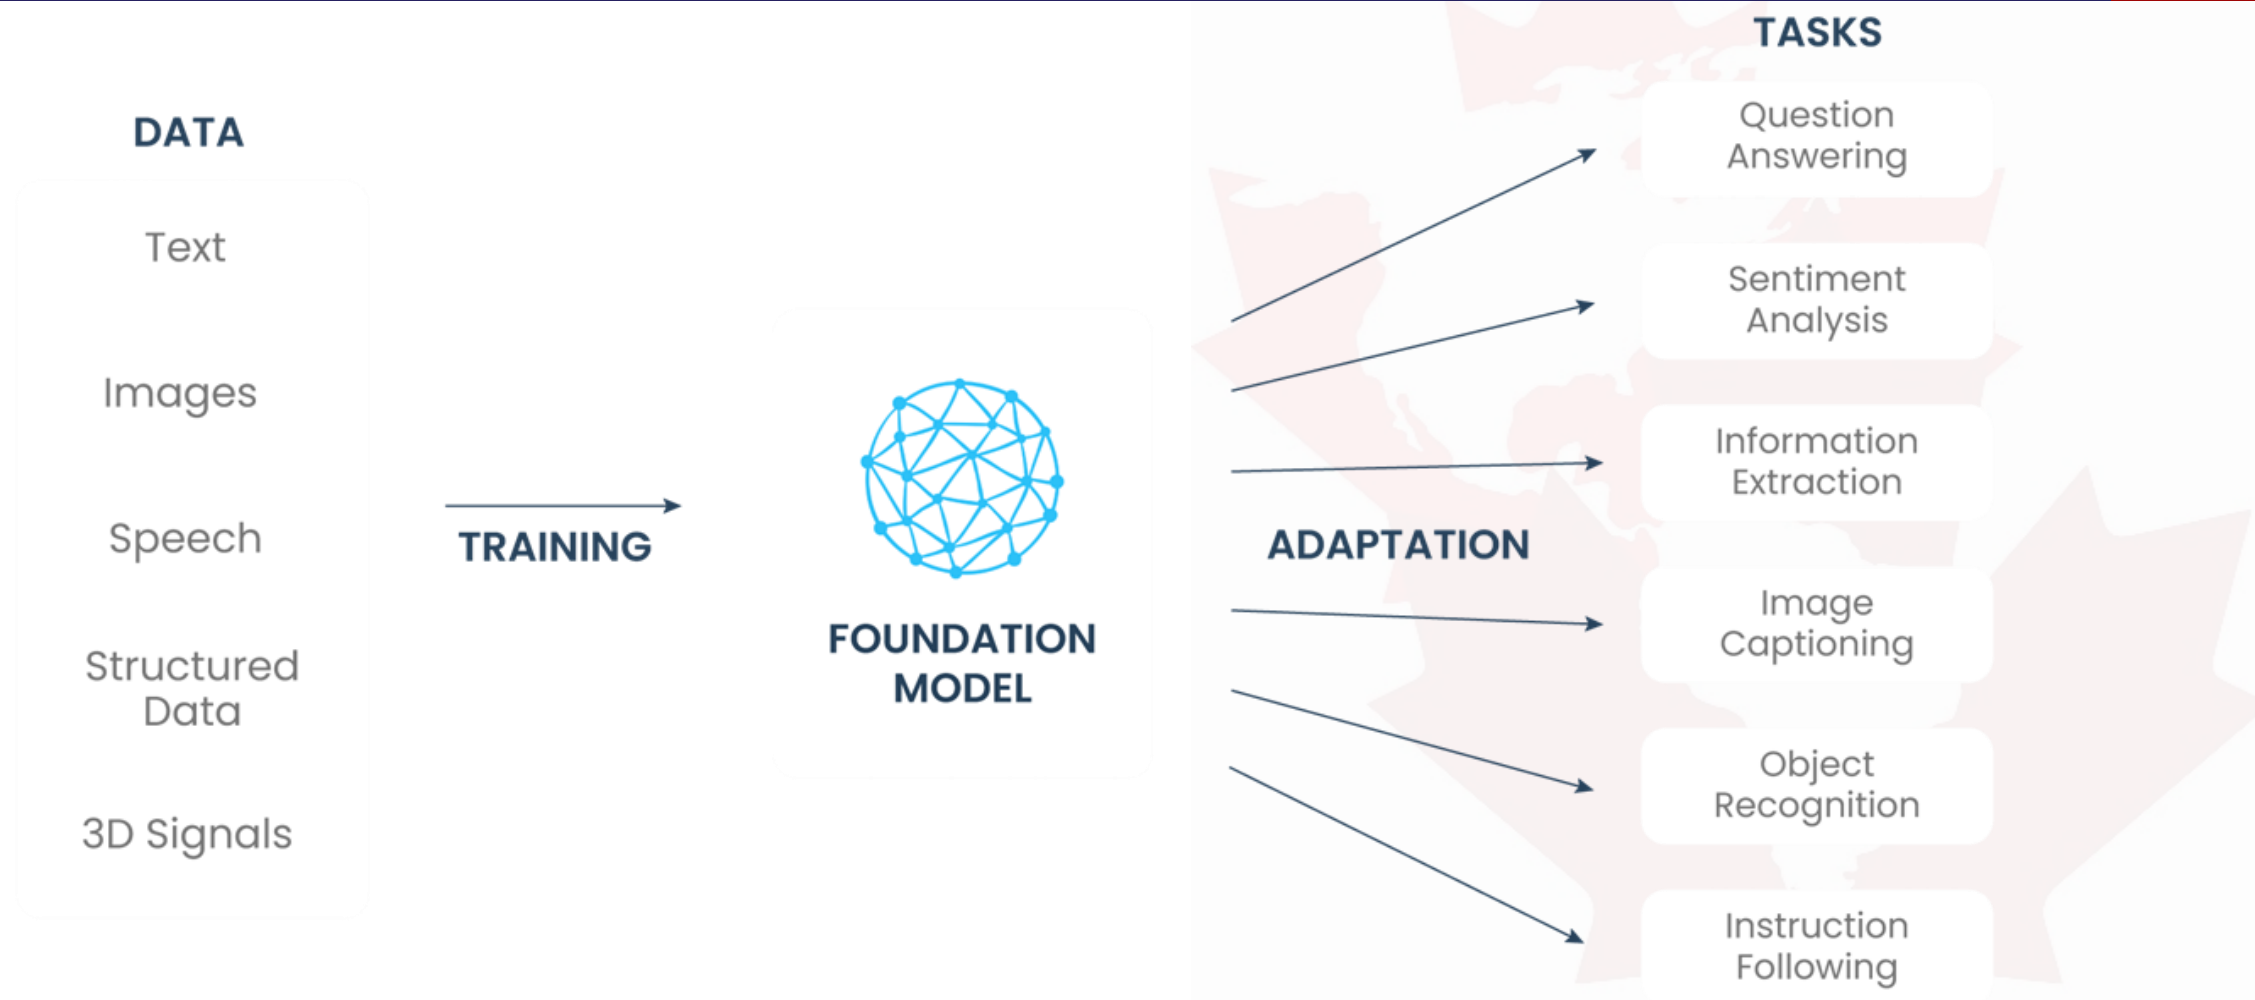 DATA
Text
Images
Speech
Structured
Data
3D Signals
TRAINING
FOUNDATION
MODEL
ADAPTATION
TASKS
Question
Answering
Sentiment
Analysis
Information
Extraction
Image
Captioning
Object
Recognition
Instruction
Following